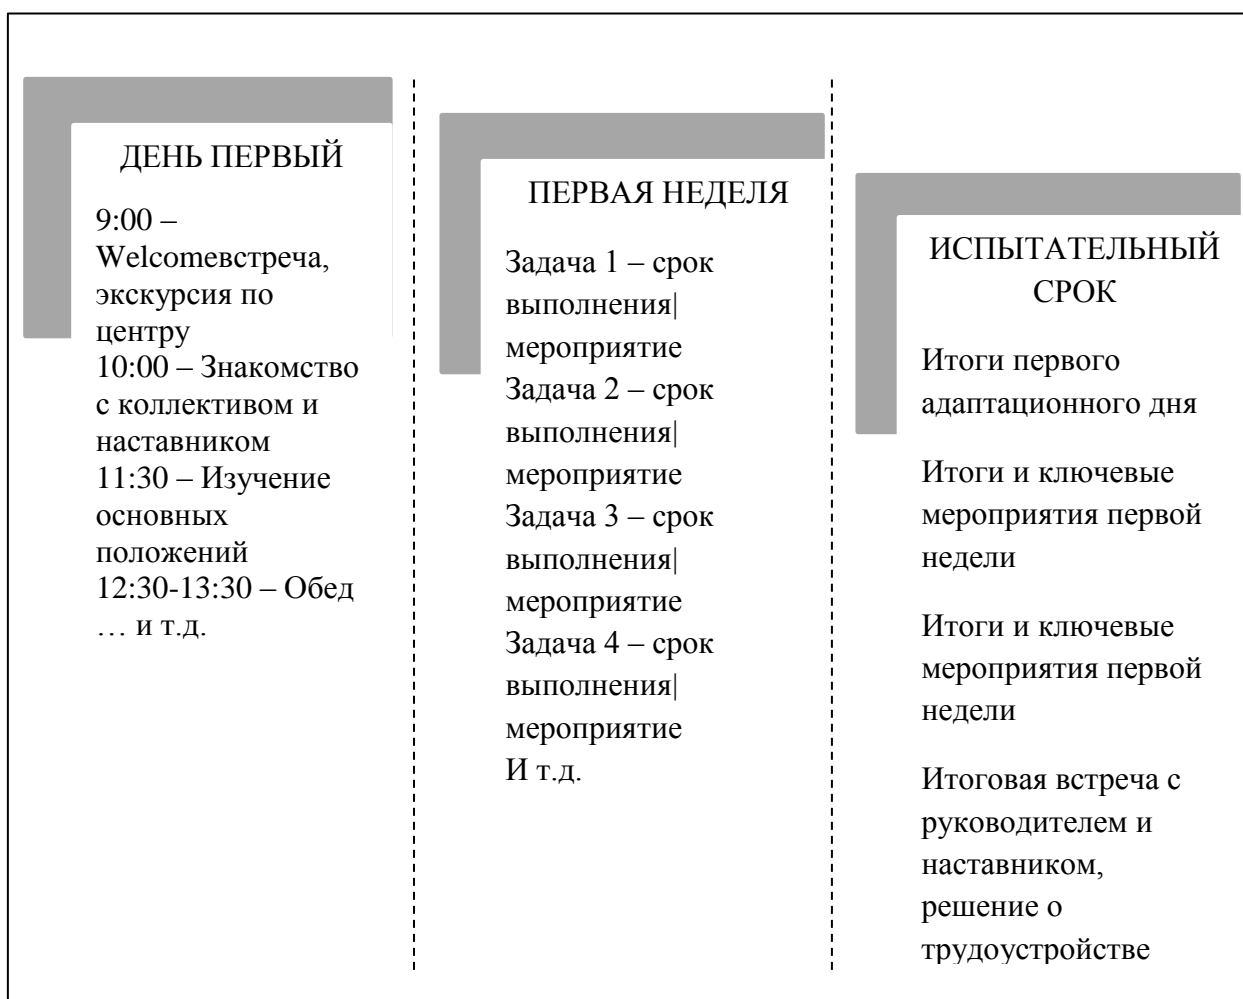 ДЕНЬ ПЕРВЫЙ
9:00 –
Welcomeвстреча,
экскурсия по
центру
10:00 – Знакомство
с коллективом и
наставником
11:30 – Изучение
основных
положений
12:30-13:30 – Обед
… и т.д.
ПЕРВАЯ НЕДЕЛЯ
Задача 1 – срок
выполнения|
мероприятие
Задача 2 – срок
выполнения|
мероприятие
Задача 3 – срок
выполнения|
мероприятие
Задача 4 – срок
выполнения|
мероприятие
И т.д.
ИСПЫТАТЕЛЬНЫЙ
СРОК
Итоги первого
адаптационного дня
Итоги и ключевые
мероприятия первой
недели
Итоги и ключевые
мероприятия первой
недели
Итоговая встреча с
руководителем и
наставником,
решение о
трудоустройстве